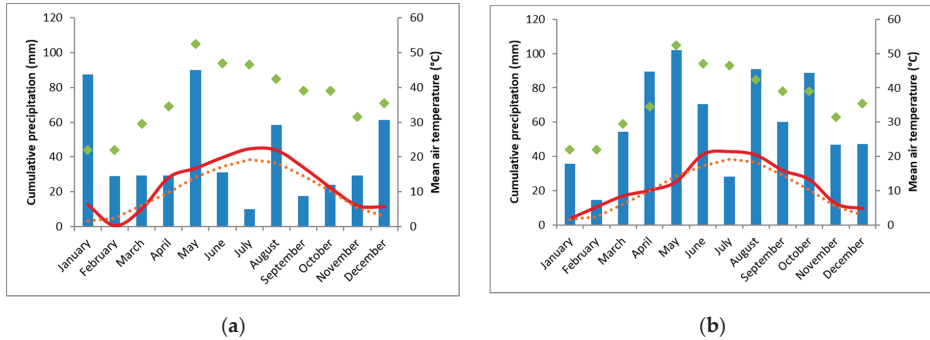 120
100
80
60
40
20
0
Cumulative precipitation (mm)
60
50
40
30
20
10
0
Mean air temperature (°C)
January
February
March
April
May
June
July
August
September
October
November
December
(a)
120
100
80
60
40
20
0
Cumulative precipitation (mm)
60
50
40
30
20
10
0
Mean air temperature (°C)
January
February
March
April
May
June
July
August
September
October
November
December
(b)